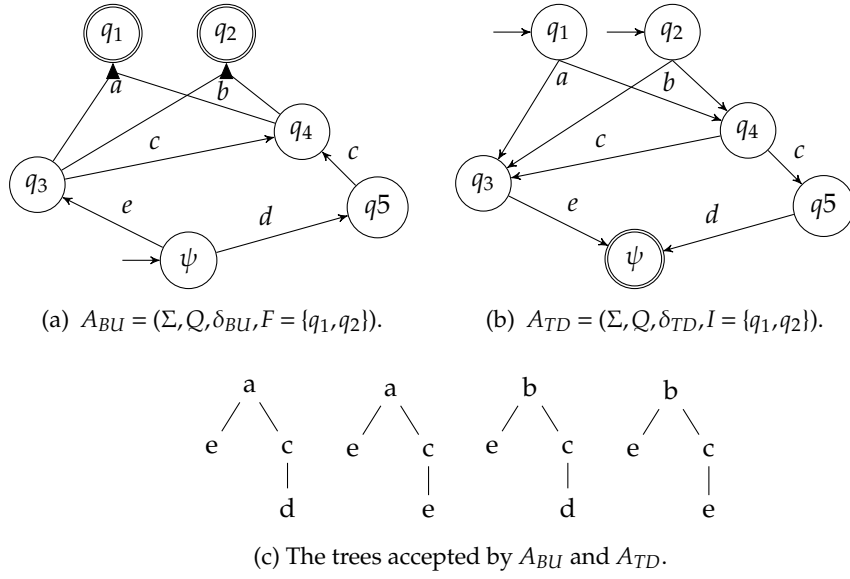 q1 q2 q1 q2
a b a b
q4 q4
c c
q3 c q3 c
q5 q5
e d e d
ψ ψ
(a) A_BU = (Σ,Q,δ_BU,F = {q1,q2}). (b) A_TD = (Σ,Q,δ_TD,I = {q1,q2}).
a a b b
e c e c e c e c
d e d e
(c) The trees accepted by A_BU and A_TD.